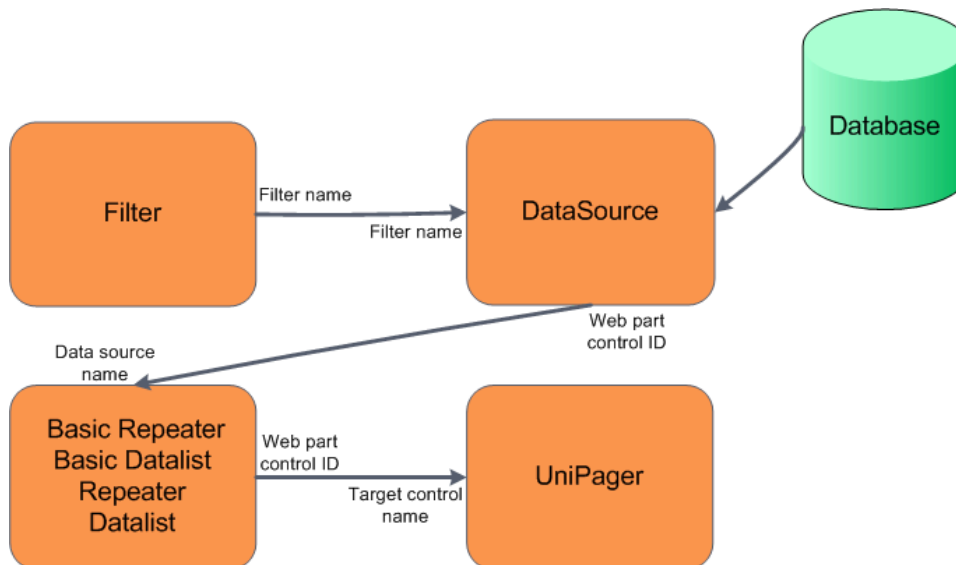 Database
Filter
Filter name
Filter name
DataSource
Web part
control ID
Data source
name
Basic Repeater
Basic Datalist
Repeater
Datalist
Web part
control ID
Target control
name
UniPager